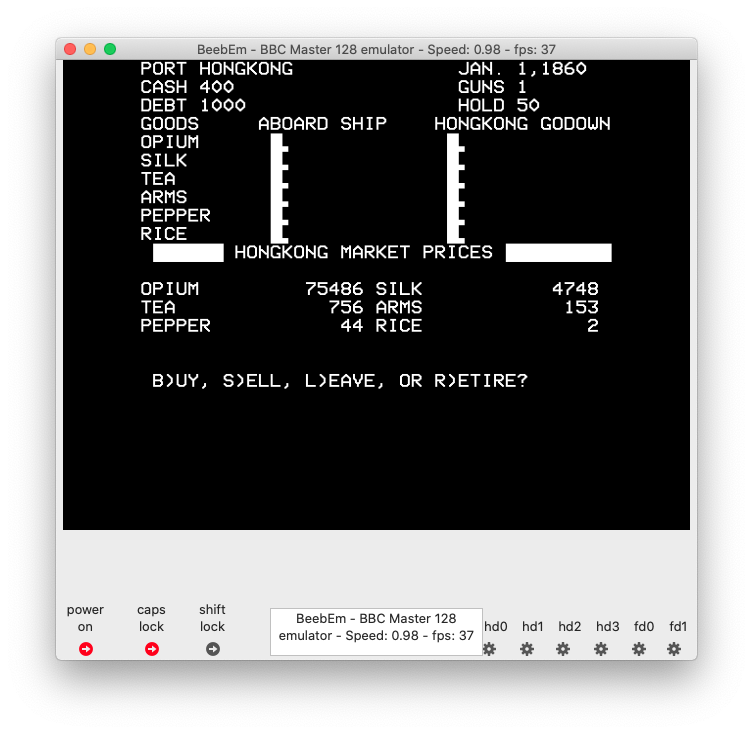 BeebEm - BBC Master 128 emulator - Speed: 0.98 - fps: 37
PORT HONGKONG JAN. 1,1860
CASH 400 GUNS 1
DEBT 1000 HOLD 50
GOODS ABOARD SHIP HONGKONG GODOWN
OPIUM
SILK
TEA
ARMS
PEPPER
RICE
HONGKONG MARKET PRICES
OPIUM 75486 SILK 4748
TEA 756 ARMS 153
PEPPER 44 RICE 2
B)UY, S)ELL, L)EAVE, OR R)ETIRE?
power on
caps lock
shift lock
BeebEm - BBC Master 128
emulator - Speed: 0.98 - fps: 37
hd0 hd1 hd2 hd3 fd0 fd1